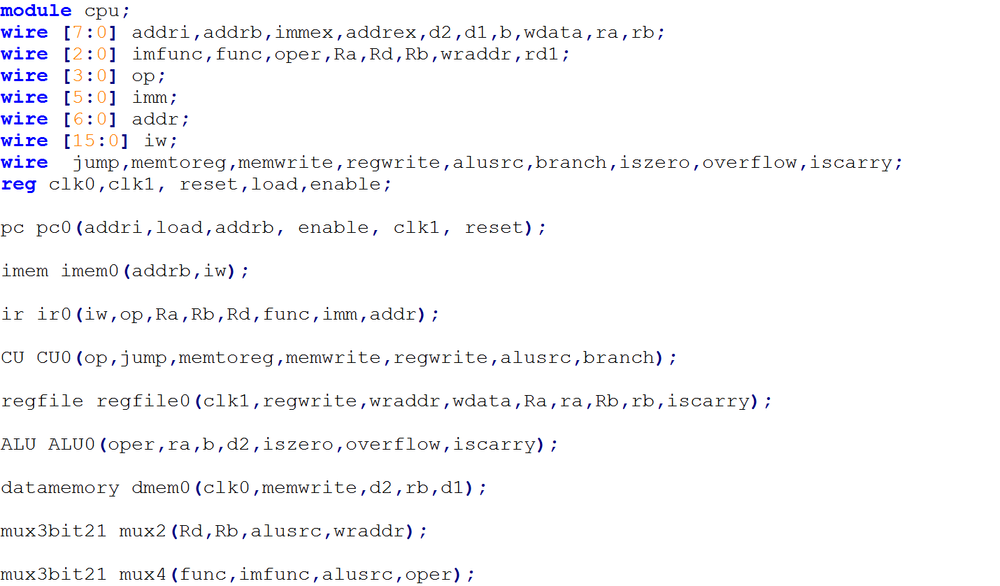 module cpu;
wire [7:0] addri,addrb,immex,addrex,d2,d1,b,wdata,ra,rb;
wire [2:0] imfunc,func,oper,Ra,Rd,Rb,wraddr,rd1;
wire [3:0] op;
wire [5:0] imm;
wire [6:0] addr;
wire [15:0] iw;
wire  jump,memtoreg,memwrite,regwrite,alusrc,branch,iszero,overflow,iscarry;
reg clk0,clk1, reset,load,enable;
pc pc0(addri,load,addrb, enable, clk1, reset);
imem imem0(addrb,iw);
ir ir0(iw,op,Ra,Rb,Rd,func,imm,addr);
CU CU0(op,jump,memtoreg,memwrite,regwrite,alusrc,branch);
regfile regfile0(clk1,regwrite,wraddr,wdata,Ra,ra,Rb,rb,iscarry);
ALU ALU0(oper,ra,b,d2,iszero,overflow,iscarry);
datamemory dmem0(clk0,memwrite,d2,rb,d1);
mux3bit21 mux2(Rd,Rb,alusrc,wraddr);
mux3bit21 mux4(func,imfunc,alusrc,oper);